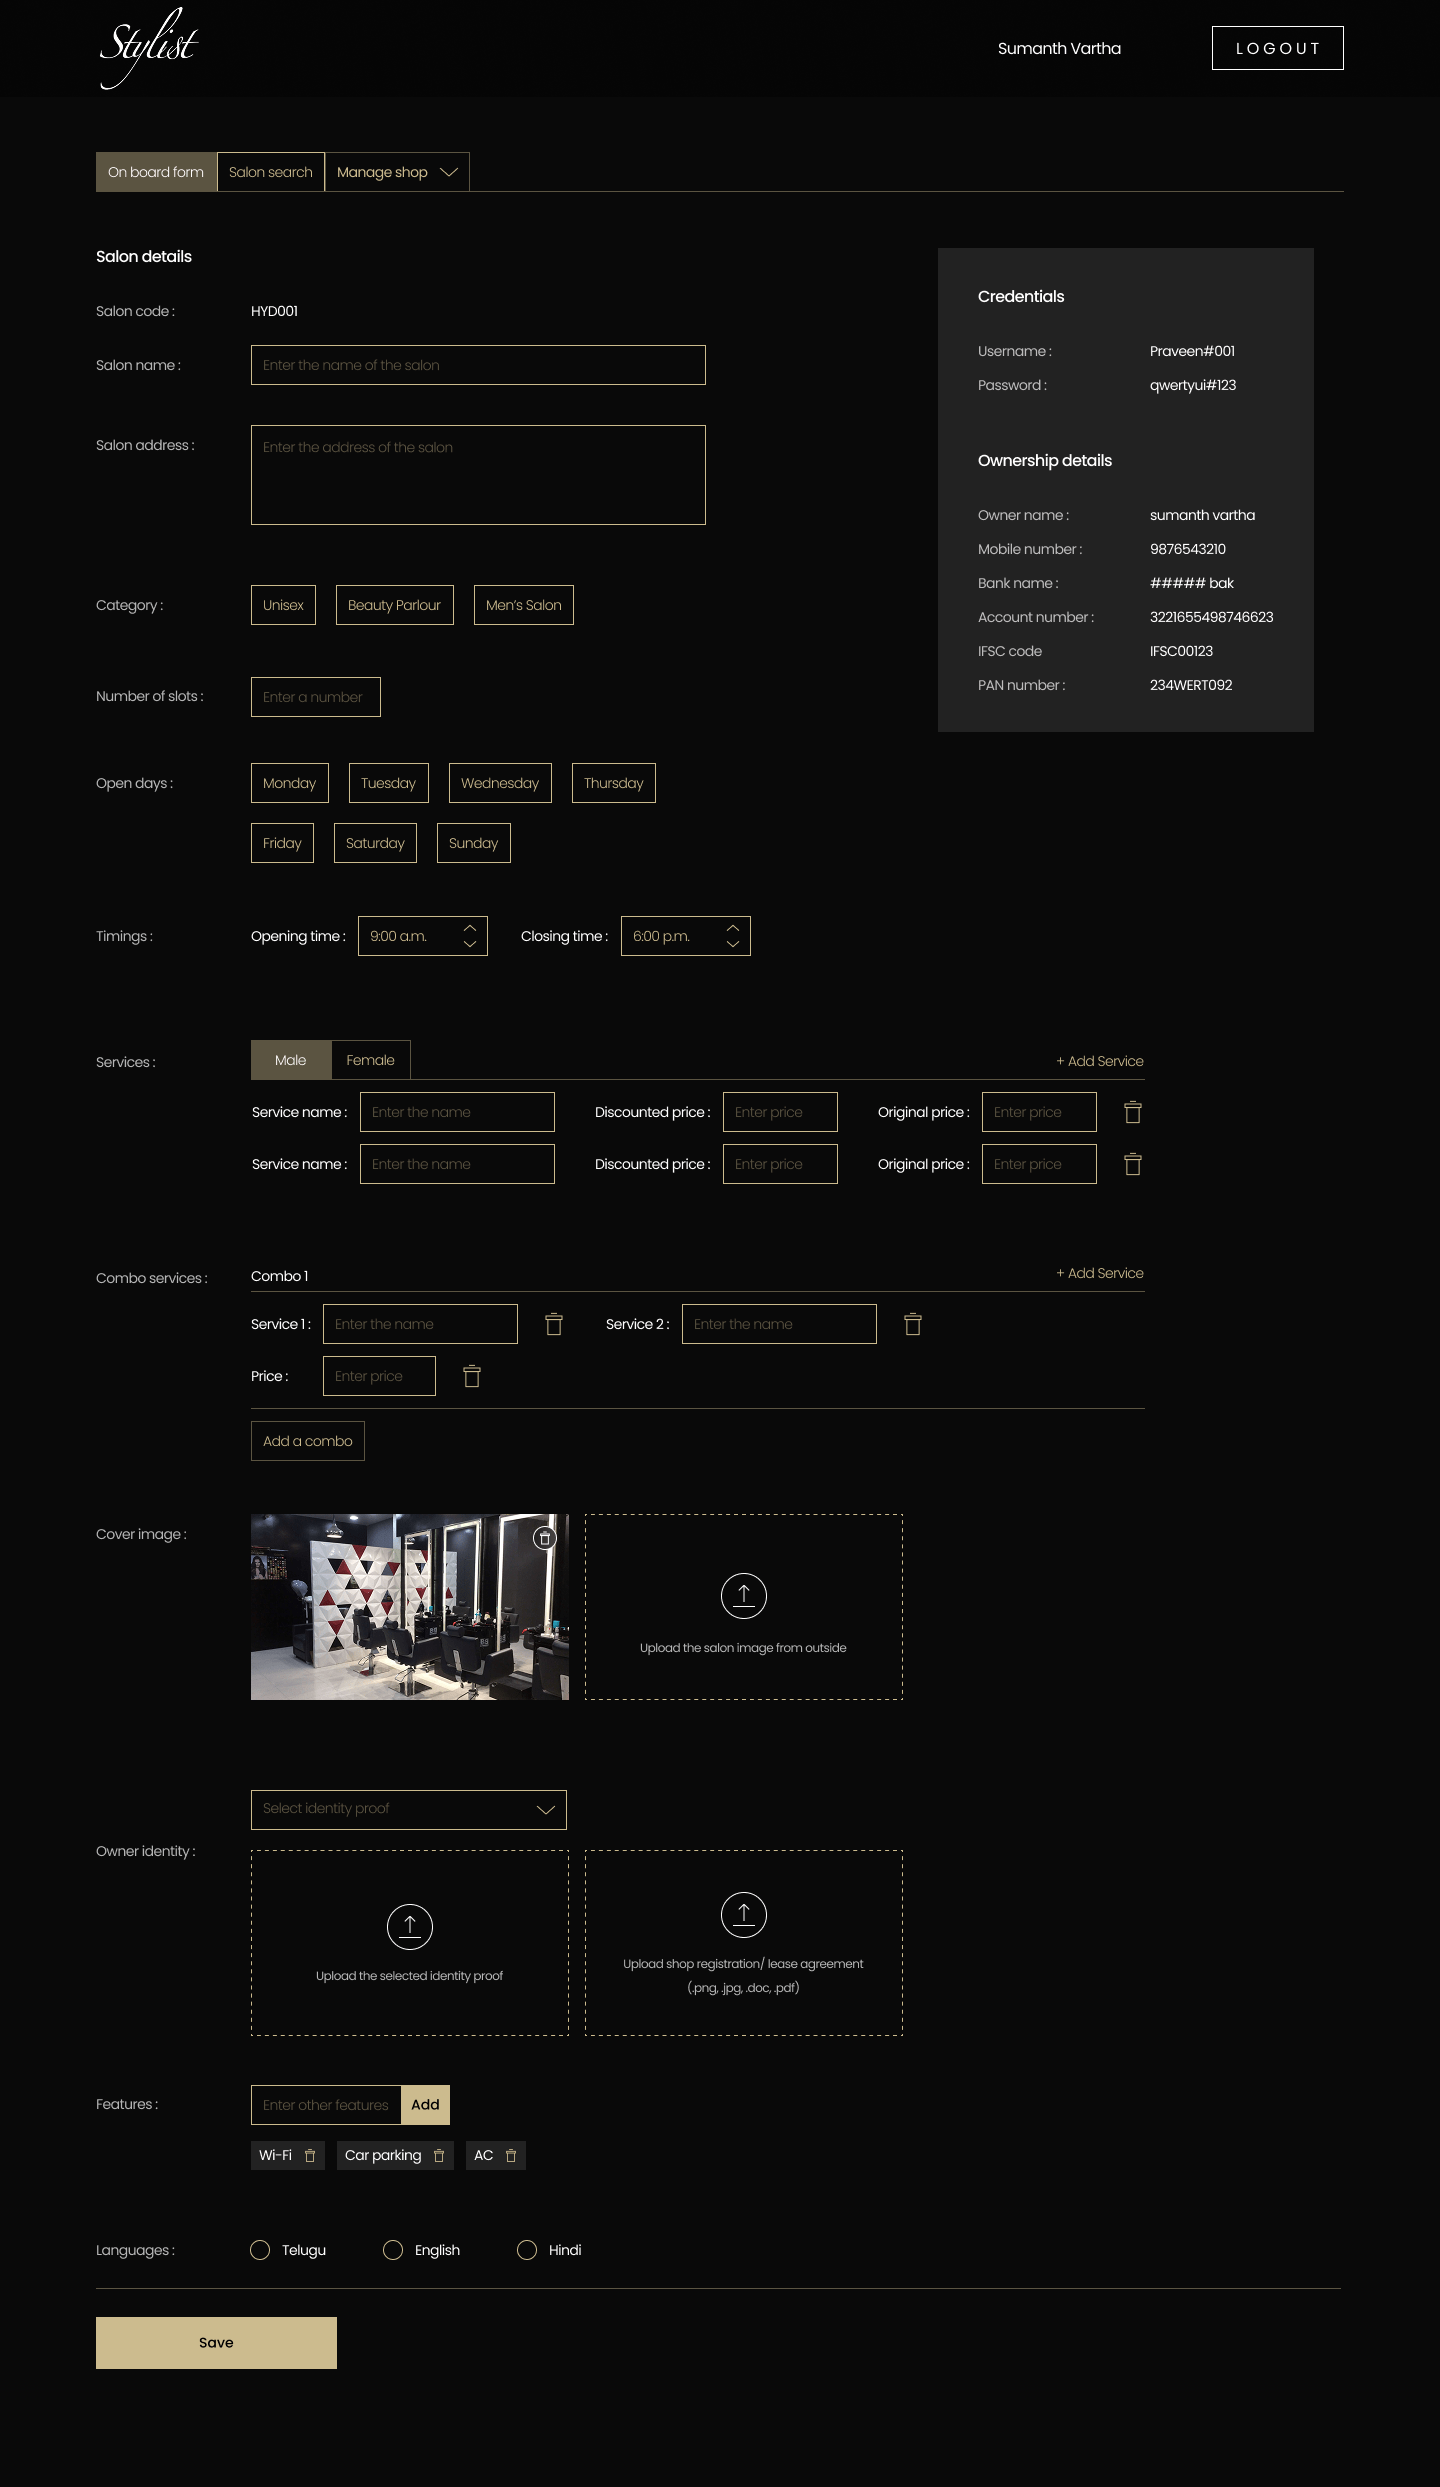 Stylist
Sumanth Vartha
LOGOUT
On board form
Salon search
Manage shop
Salon details
Salon code :
HYD001
Salon name :
Enter the name of the salon
Salon address :
Enter the address of the salon
Category :
Unisex
Beauty Parlour
Men's Salon
Number of slots :
Enter a number
Open days :
Monday
Tuesday
Wednesday
Thursday
Friday
Saturday
Sunday
Timings :
Opening time :
9:00 a.m.
Closing time :
6:00 p.m.
Credentials
Username :
Praveen#001
Password :
qwertyui#123
Ownership details
Owner name :
sumanth vartha
Mobile number :
9876543210
Bank name :
##### bak
Account number :
3221655498746623
IFSC code
IFSC00123
PAN number :
234WERT092
Services :
Male
Female
+ Add Service
Service name :
Enter the name
Discounted price :
Enter price
Original price :
Enter price
Service name :
Enter the name
Discounted price :
Enter price
Original price :
Enter price
Combo services :
Combo 1
+ Add Service
Service 1 :
Enter the name
Service 2 :
Enter the name
Price :
Enter price
Add a combo
Cover image :
Upload the salon image from outside
Select identity proof
Owner identity :
Upload the selected identity proof
Upload shop registration/ lease agreement
(.png, .jpg, .doc, .pdf)
Features :
Enter other features
Add
Wi-Fi
Car parking
AC
Languages :
Telugu
English
Hindi
Save